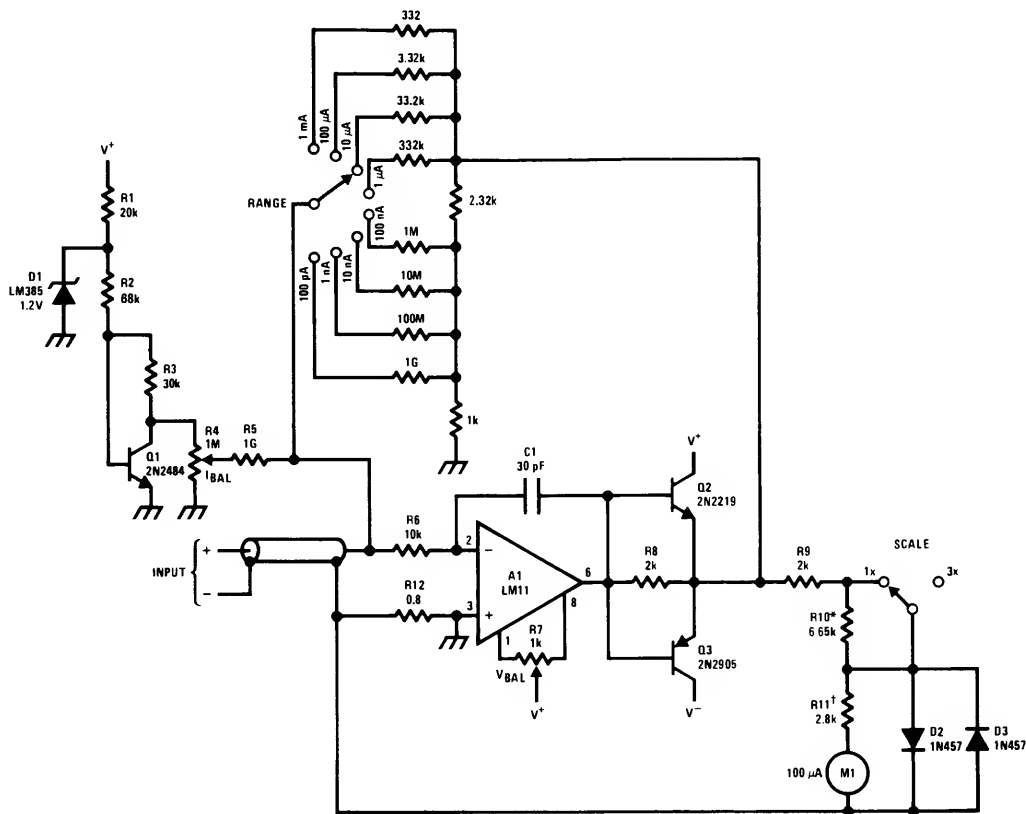 332
3.32k
33.2k
332k
1 mA
100 µA
10 µA
1 µA
RANGE
100 nA
10 nA
1 nA
100 pA
2.32k
1M
10M
100M
1G
1k
V+
R1
20k
D1
LM385
1.2V
R2
68k
R3
30k
Q1
2N2484
R4
1M
IBAL
R5
1G
C1
30 pF
V+
Q2
2N2219
INPUT
+
−
R6
10k
R12
0.8
2
−
3
+
A1
LM11
6
8
1
R7
1k
VBAL
V+
R8
2k
Q3
2N2905
V−
R9
2k
SCALE
1x
3x
R10*
6 65k
R11†
2.8k
100 µA
M1
D2
1N457
D3
1N457